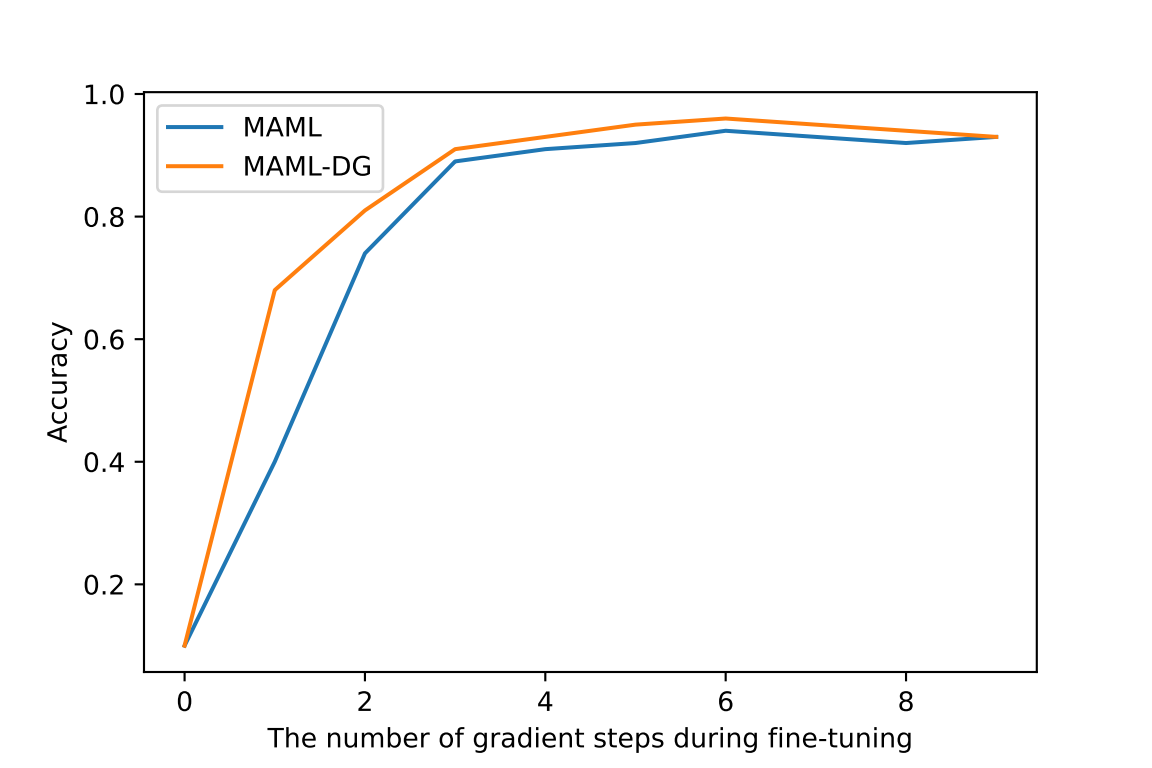 1.0
0.8
0.6
0.4
0.2
Accuracy
MAML
MAML-DG
0 2 4 6 8
The number of gradient steps during fine-tuning